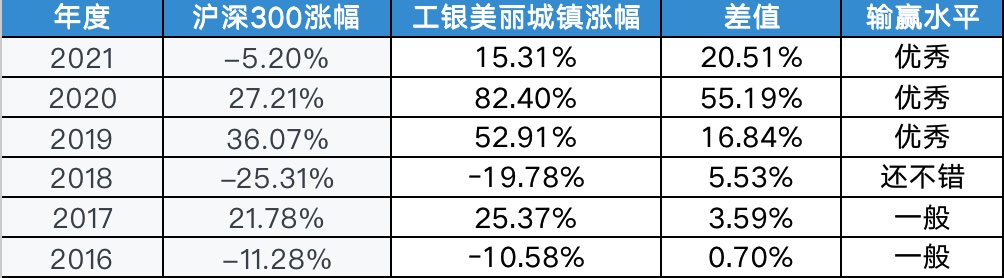 年度 沪深300涨幅 工银美丽城镇涨幅 差值 输赢水平
2021 –5.20% 15.31% 20.51% 优秀
2020 27.21% 82.40% 55.19% 优秀
2019 36.07% 52.91% 16.84% 优秀
2018 –25.31% -19.78% 5.53% 还不错
2017 21.78% 25.37% 3.59% 一般
2016 –11.28% -10.58% 0.70% 一般